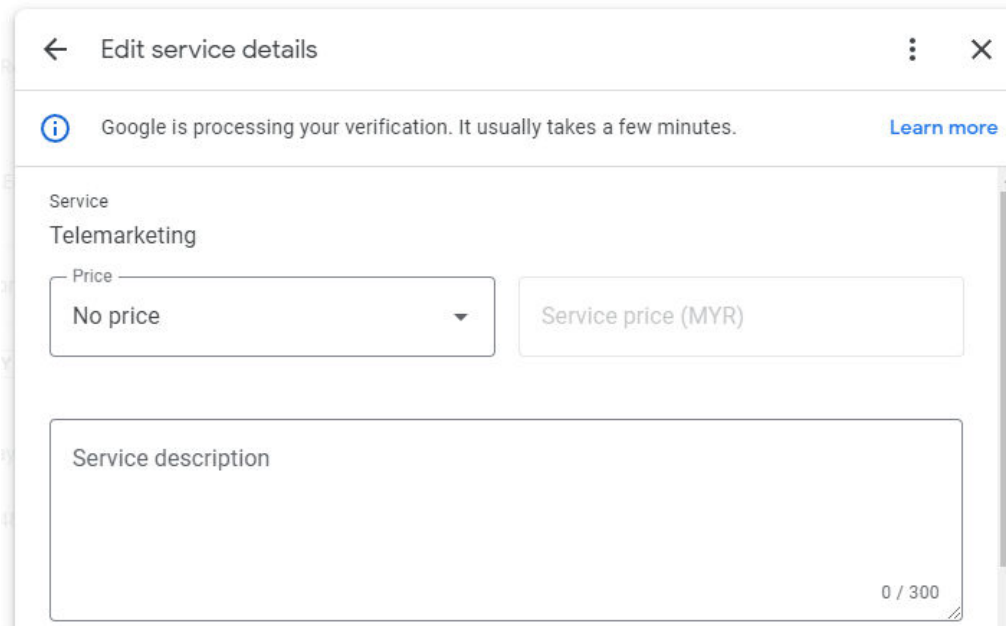 Edit service details
Google is processing your verification. It usually takes a few minutes. Learn more
Service
Telemarketing
Price
No price
Service price (MYR)
Service description
0 / 300